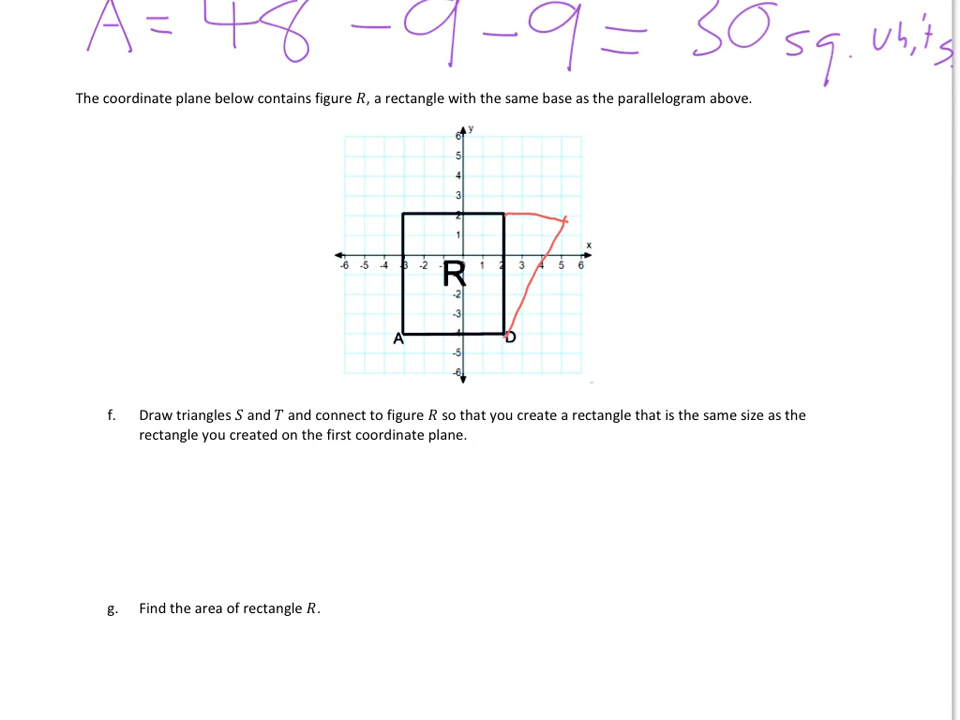 A = 48 - 9 - 9 = 30 sq. units
The coordinate plane below contains figure R, a rectangle with the same base as the parallelogram above.
y
6
5
4
3
2
1
x
-6 -5 -4 -3 -2 - 1 2 3 4 5 6
R
-2
-3
-4
A D
-5
-6
f. Draw triangles S and T and connect to figure R so that you create a rectangle that is the same size as the
rectangle you created on the first coordinate plane.
g. Find the area of rectangle R.